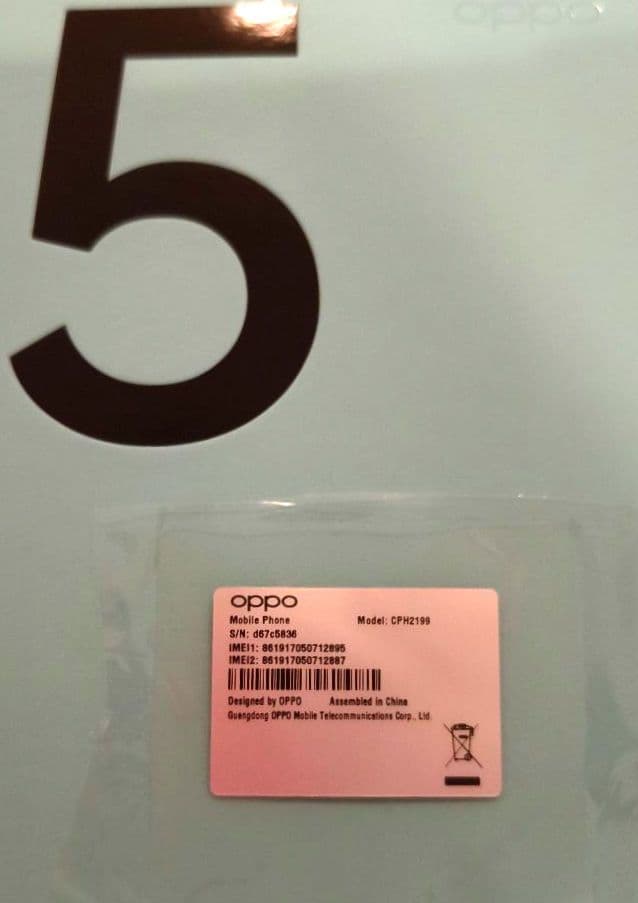 5
oppo
oppo
Mobile Phone Model: CPH2199
S/N: d67c5836
IMEI1: 861917050712895
IMEI2: 861917050712887
Designed by OPPO Assembled in China
Guangdong OPPO Mobile Telecommunications Corp., Ltd